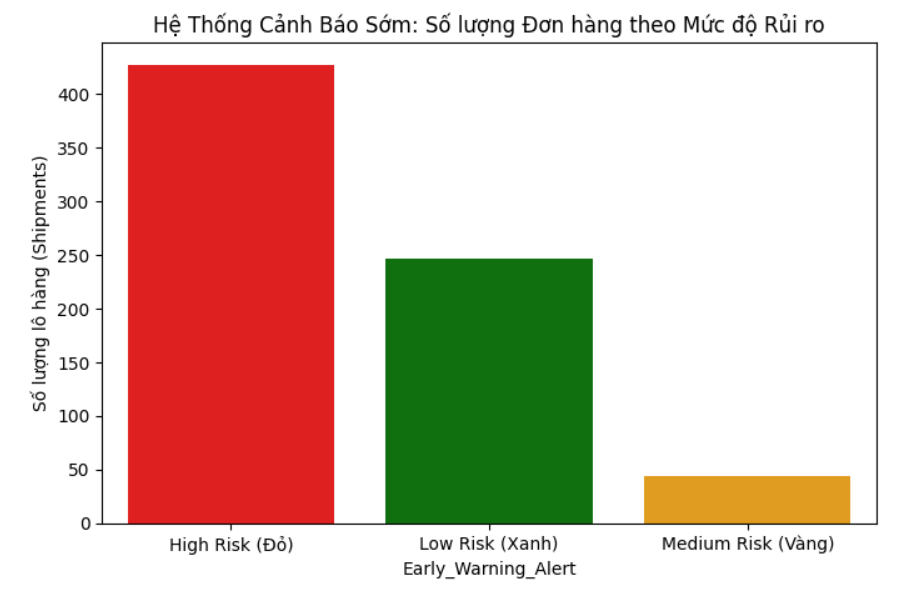 Hệ Thống Cảnh Báo Sớm: Số lượng Đơn hàng theo Mức độ Rủi ro
Số lượng lô hàng (Shipments)
400
350
300
250
200
150
100
50
0
High Risk (Đỏ)
Low Risk (Xanh)
Medium Risk (Vàng)
Early_Warning_Alert